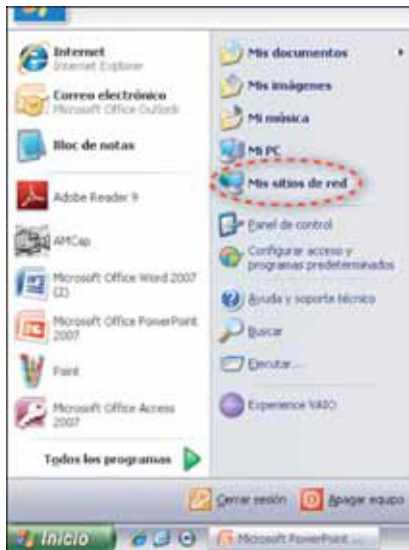 Internet
Internet Explorer
Correo electrónico
Microsoft Office Outlook
Bloc de notas
Adobe Reader 9
AMCap
Microsoft Office Word 2007
(2)
Microsoft Office PowerPoint
2007
Paint
Microsoft Office Access
2007
Todos los programas
Mis documentos
Mis imágenes
Mi música
Mi PC
Mis sitios de red
Panel de control
Configurar acceso y
programas predeterminados
Ayuda y soporte técnico
Buscar
Ejecutar...
Experience VAIO
Cerrar sesión
Apagar equipo
Inicio
Microsoft PowerPoint ...